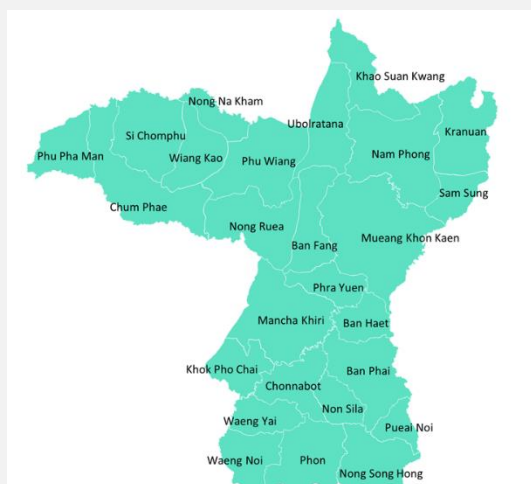 Khao Suan Kwang
Nong Na Kham
Ubolratana
Si Chomphu
Kranuan
Phu Pha Man
Wiang Kao
Phu Wiang
Nam Phong
Sam Sung
Chum Phae
Nong Ruea
Ban Fang
Mueang Khon Kaen
Phra Yuen
Mancha Khiri
Ban Haet
Khok Pho Chai
Ban Phai
Chonnabot
Non Sila
Waeng Yai
Pueai Noi
Waeng Noi
Phon
Nong Song Hong